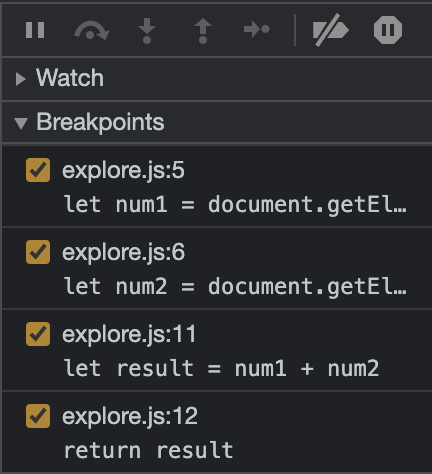 Watch
Breakpoints
explore.js:5
let num1 = document.getEl…
explore.js:6
let num2 = document.getEl…
explore.js:11
let result = num1 + num2
explore.js:12
return result